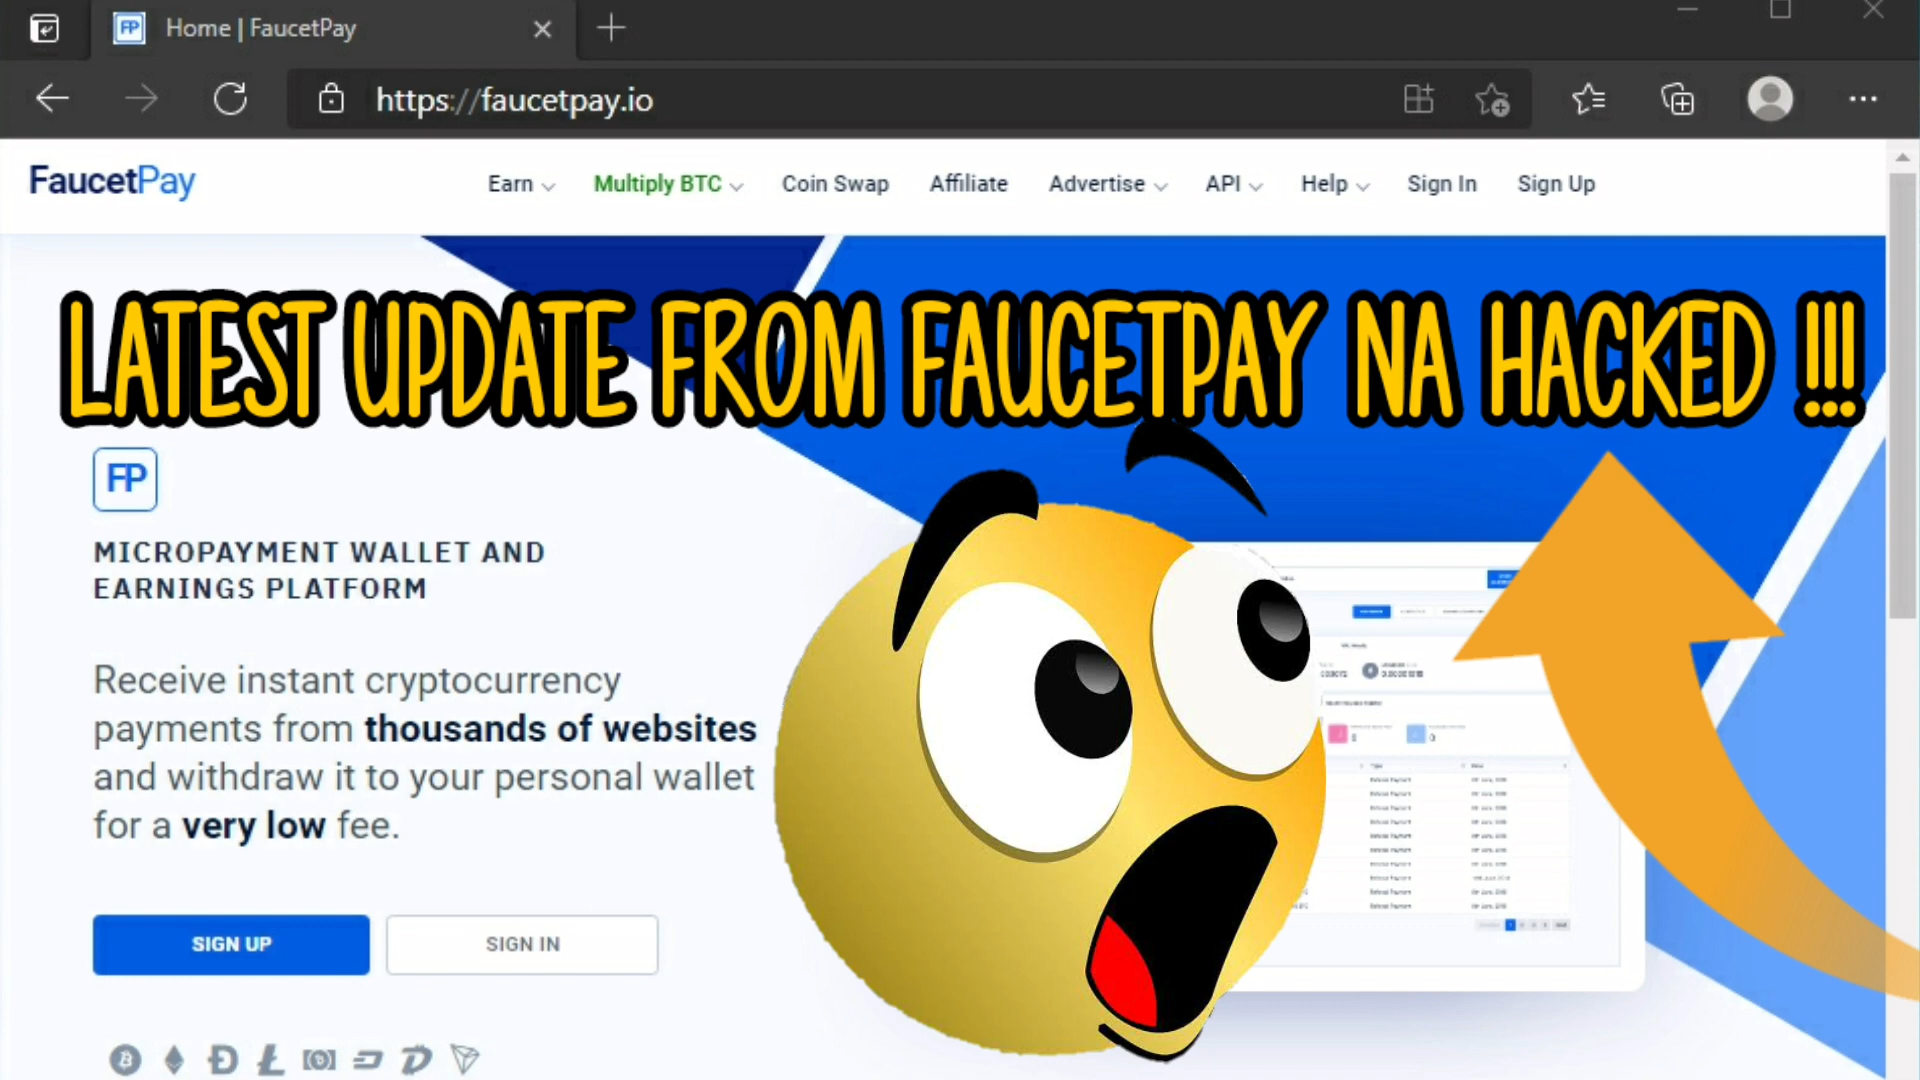 Home | FaucetPay
https://faucetpay.io
FaucetPay
Earn
Multiply BTC
Coin Swap
Affiliate
Advertise
API
Help
Sign In
Sign Up
LATEST UPDATE FROM FAUCETPAY NA HACKED !!!
FP
MICROPAYMENT WALLET AND
EARNINGS PLATFORM
Receive instant cryptocurrency
payments from thousands of websites
and withdraw it to your personal wallet
for a very low fee.
SIGN UP
SIGN IN